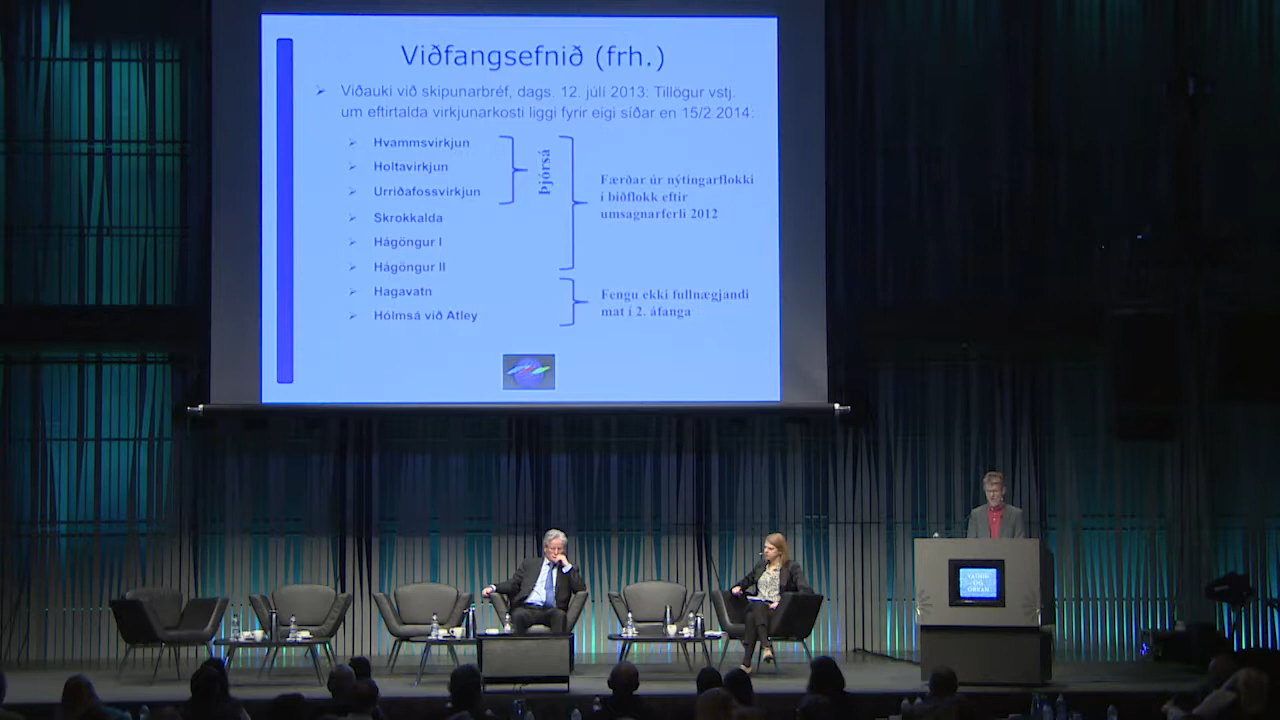 Viðfangsefnið (frh.)
Viðauki við skipunarbréf, dags. 12. júlí 2013: Tillögur vstj.
um eftirtalda virkjunarkosti liggi fyrir eigi síðar en 15/2 2014:
Hvammsvirkjun
Holtavirkjun
Urriðafossvirkjun
Skrokkalda
Hágöngur I
Hágöngur II
Hagavatn
Hólmsá við Atley
Þjórsá
Færðar úr nýtingarflokki
í biðflokk eftir
umsagnarferli 2012
Fengu ekki fullnægjandi
mat í 2. áfanga
OG